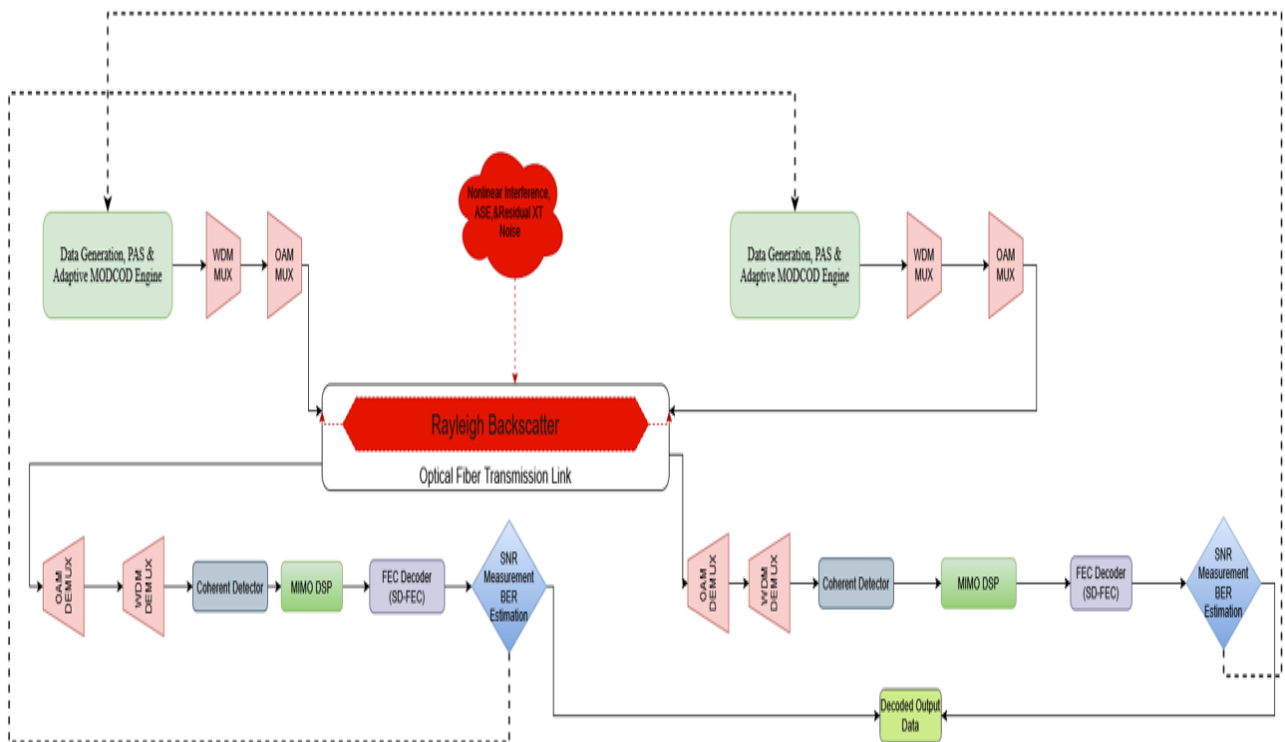 Nonlinear Interference,
ASE,&Residual XT
Noise
Data Generation, PAS &
Adaptive MODCOD Engine
WDM
MUX
OAM
MUX
Data Generation, PAS &
Adaptive MODCOD Engine
WDM
MUX
OAM
MUX
Rayleigh Backscatter
Optical Fiber Transmission Link
OAM
DEMUX
WDM
DEMUX
Coherent Detector
MIMO DSP
FEC Decoder
(SD-FEC)
SNR
Measurement
BER
Estimation
OAM
DEMUX
WDM
DEMUX
Coherent Detector
MIMO DSP
FEC Decoder
(SD-FEC)
SNR
Measurement
BER
Estimation
Decoded Output
Data